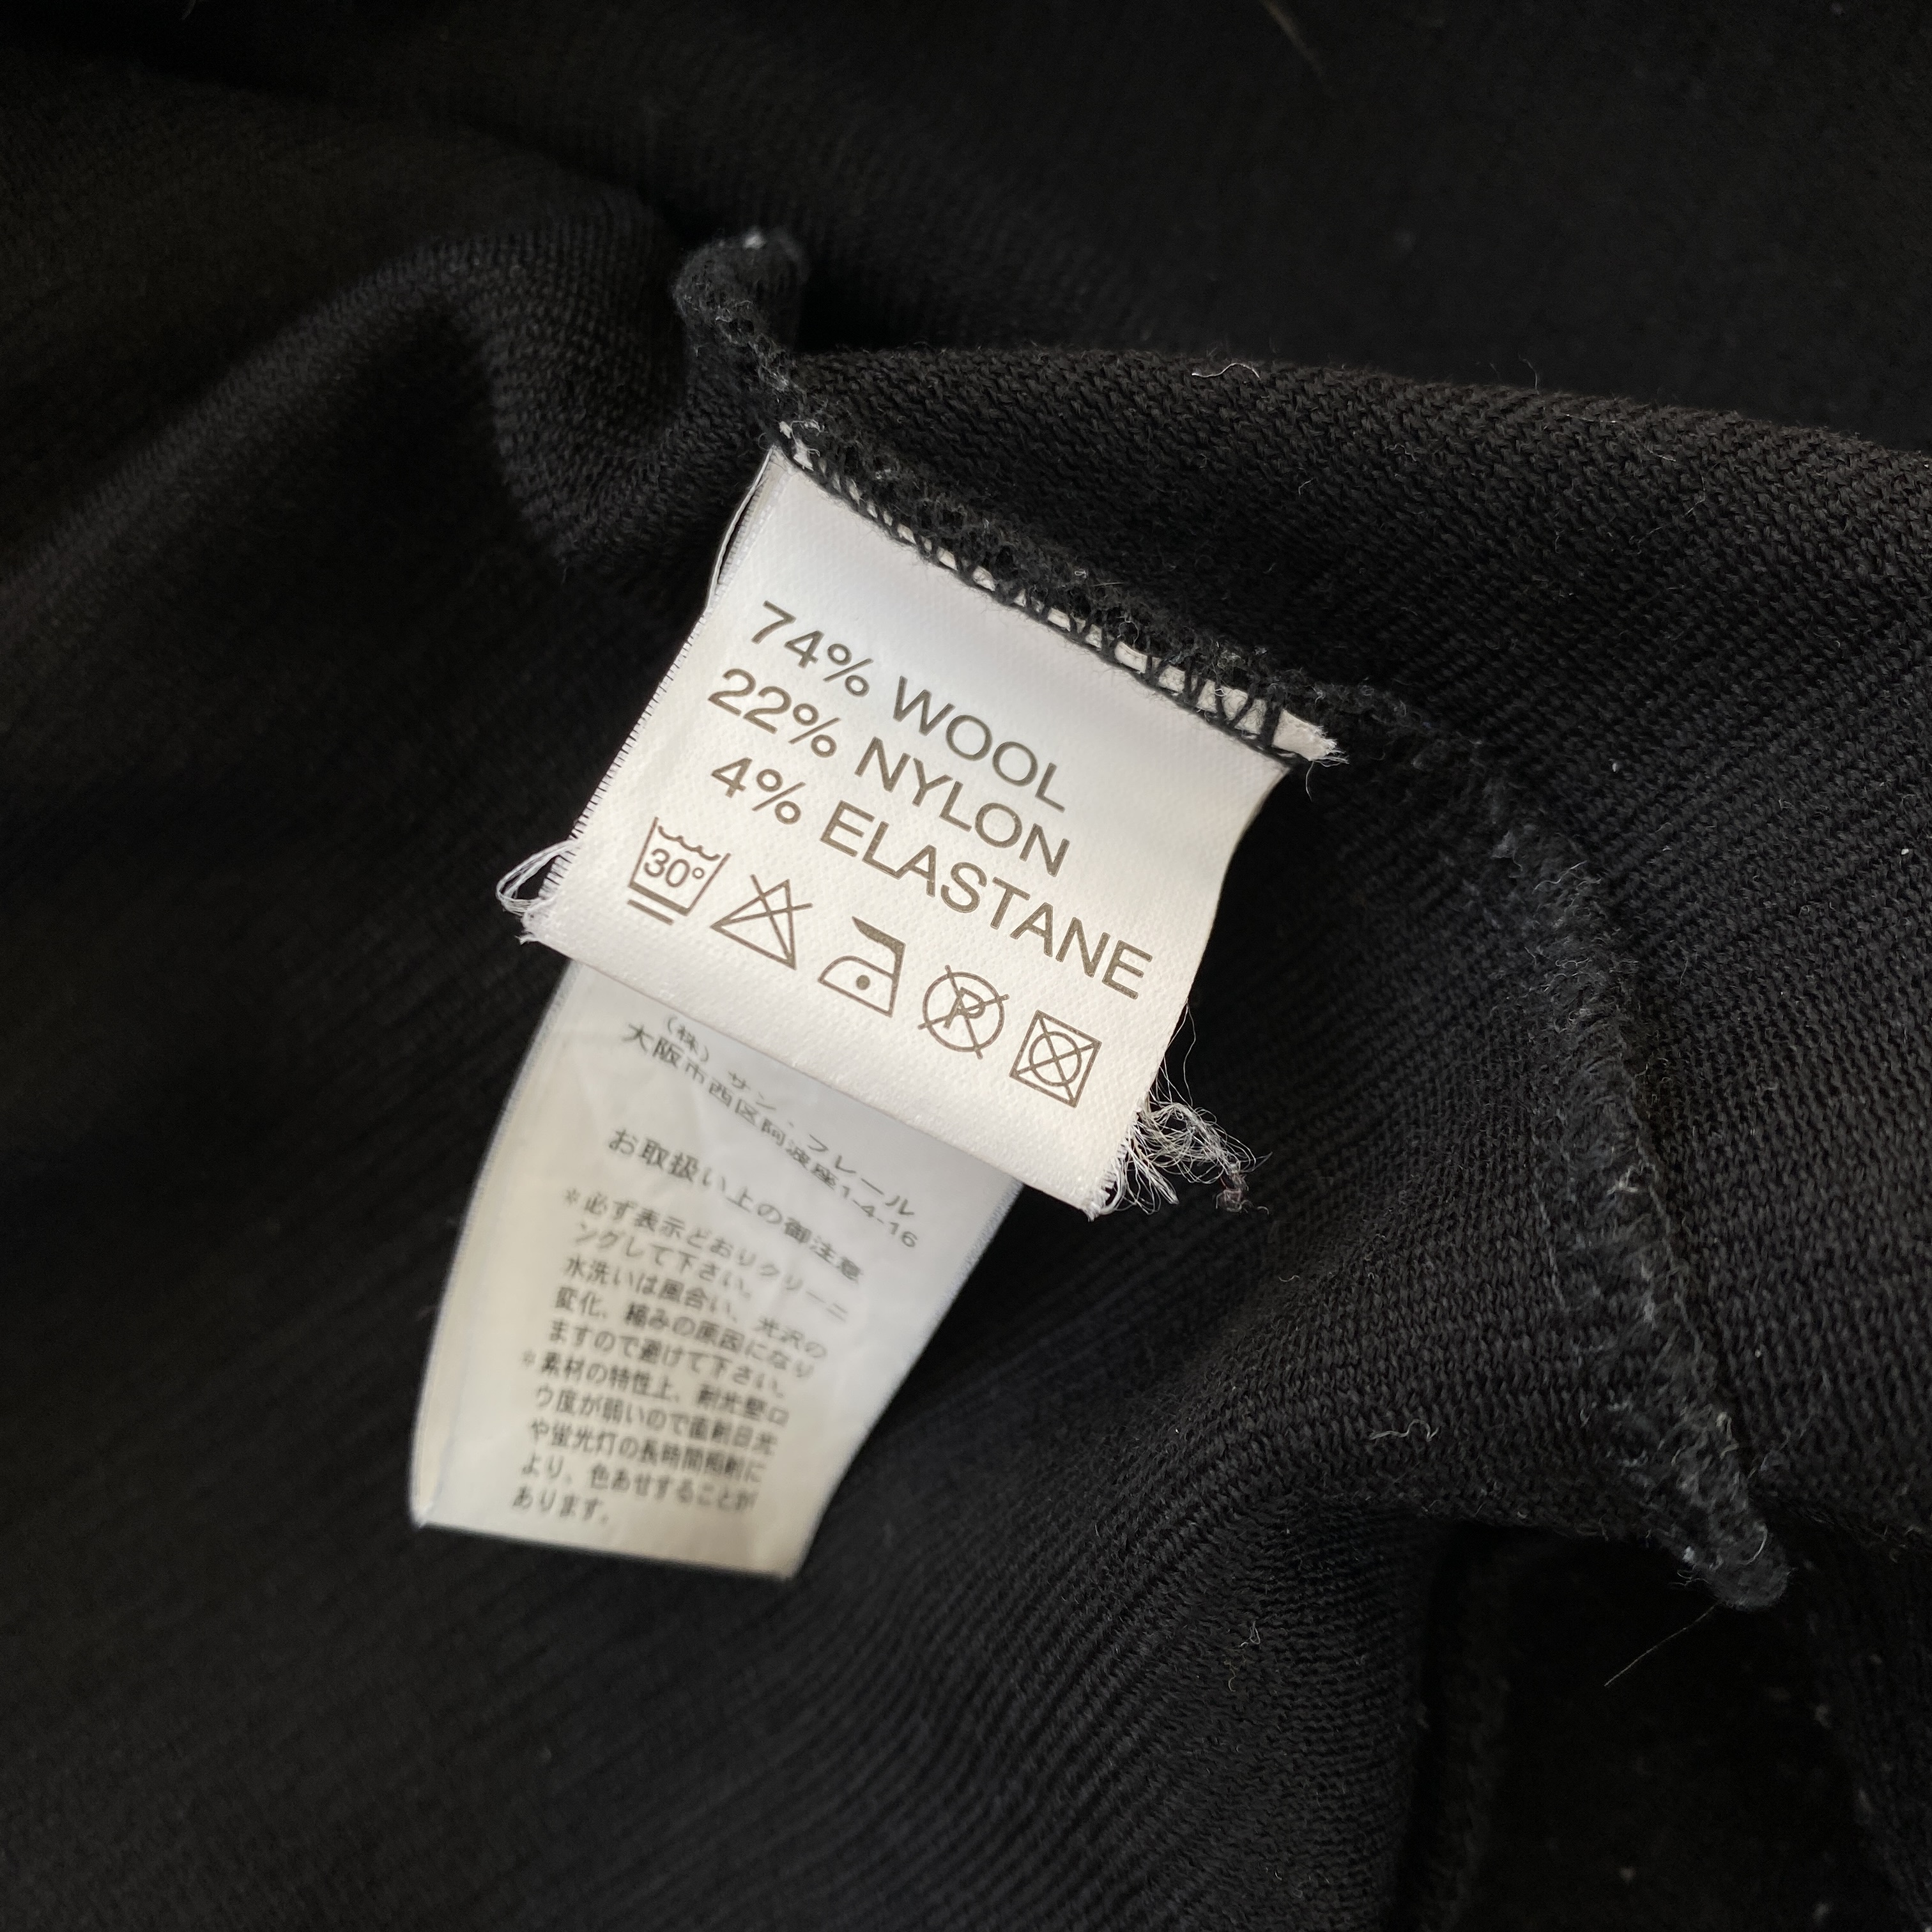 74% WOOL
22% NYLON
4% ELASTANE
30°
P
(株) サン・フレール
大阪市西区阿波座1-4-16
お取扱い上の御注意
※必ず表示どおりクリーニ
ングして下さい。
水洗いは風合い、光沢の
変化、縮みの原因になり
ますので避けて下さい。
※素材の特性上、耐光堅ロ
ウ度が弱いので直射日光
や蛍光灯の長時間照射に
より、色あせすることが
あります。